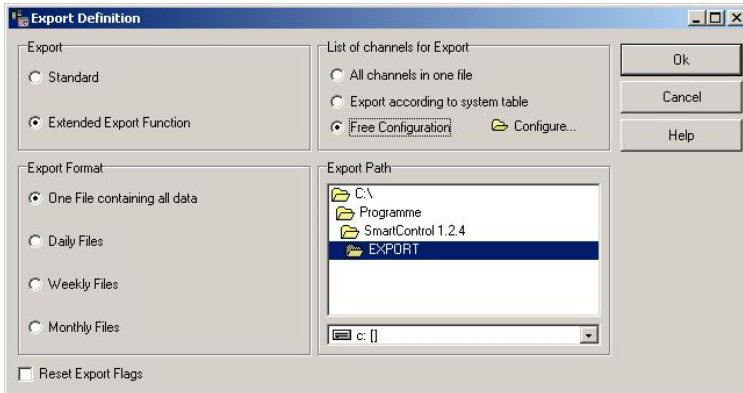 Export Definition
Export
Standard
Extended Export Function
List of channels for Export
All channels in one file
Export according to system table
Free Configuration
Configure...
Ok
Cancel
Help
Export Format
One File containing all data
Daily Files
Weekly Files
Monthly Files
Export Path
C:\
Programme
SmartControl 1.2.4
EXPORT
c: []
Reset Export Flags